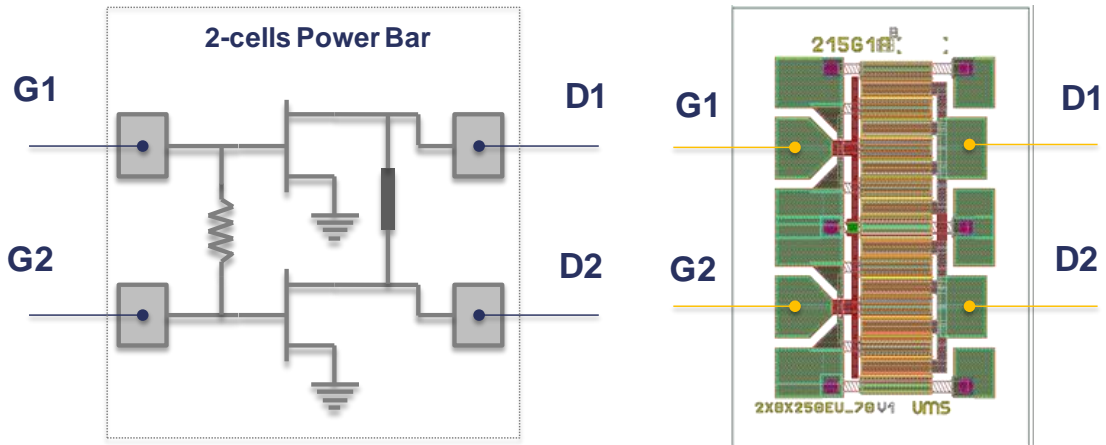 2-cells Power Bar
G1
D1
G2
D2
215G18
G1
D1
G2
D2
2X8X250EU_70V1 UMS